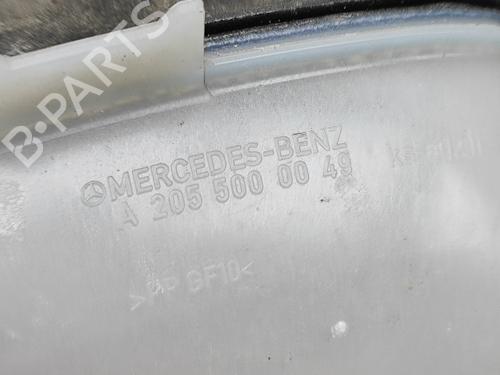 B-PARTS
MERCEDES-BENZ
A 205 500 00 49
>PP GF10<